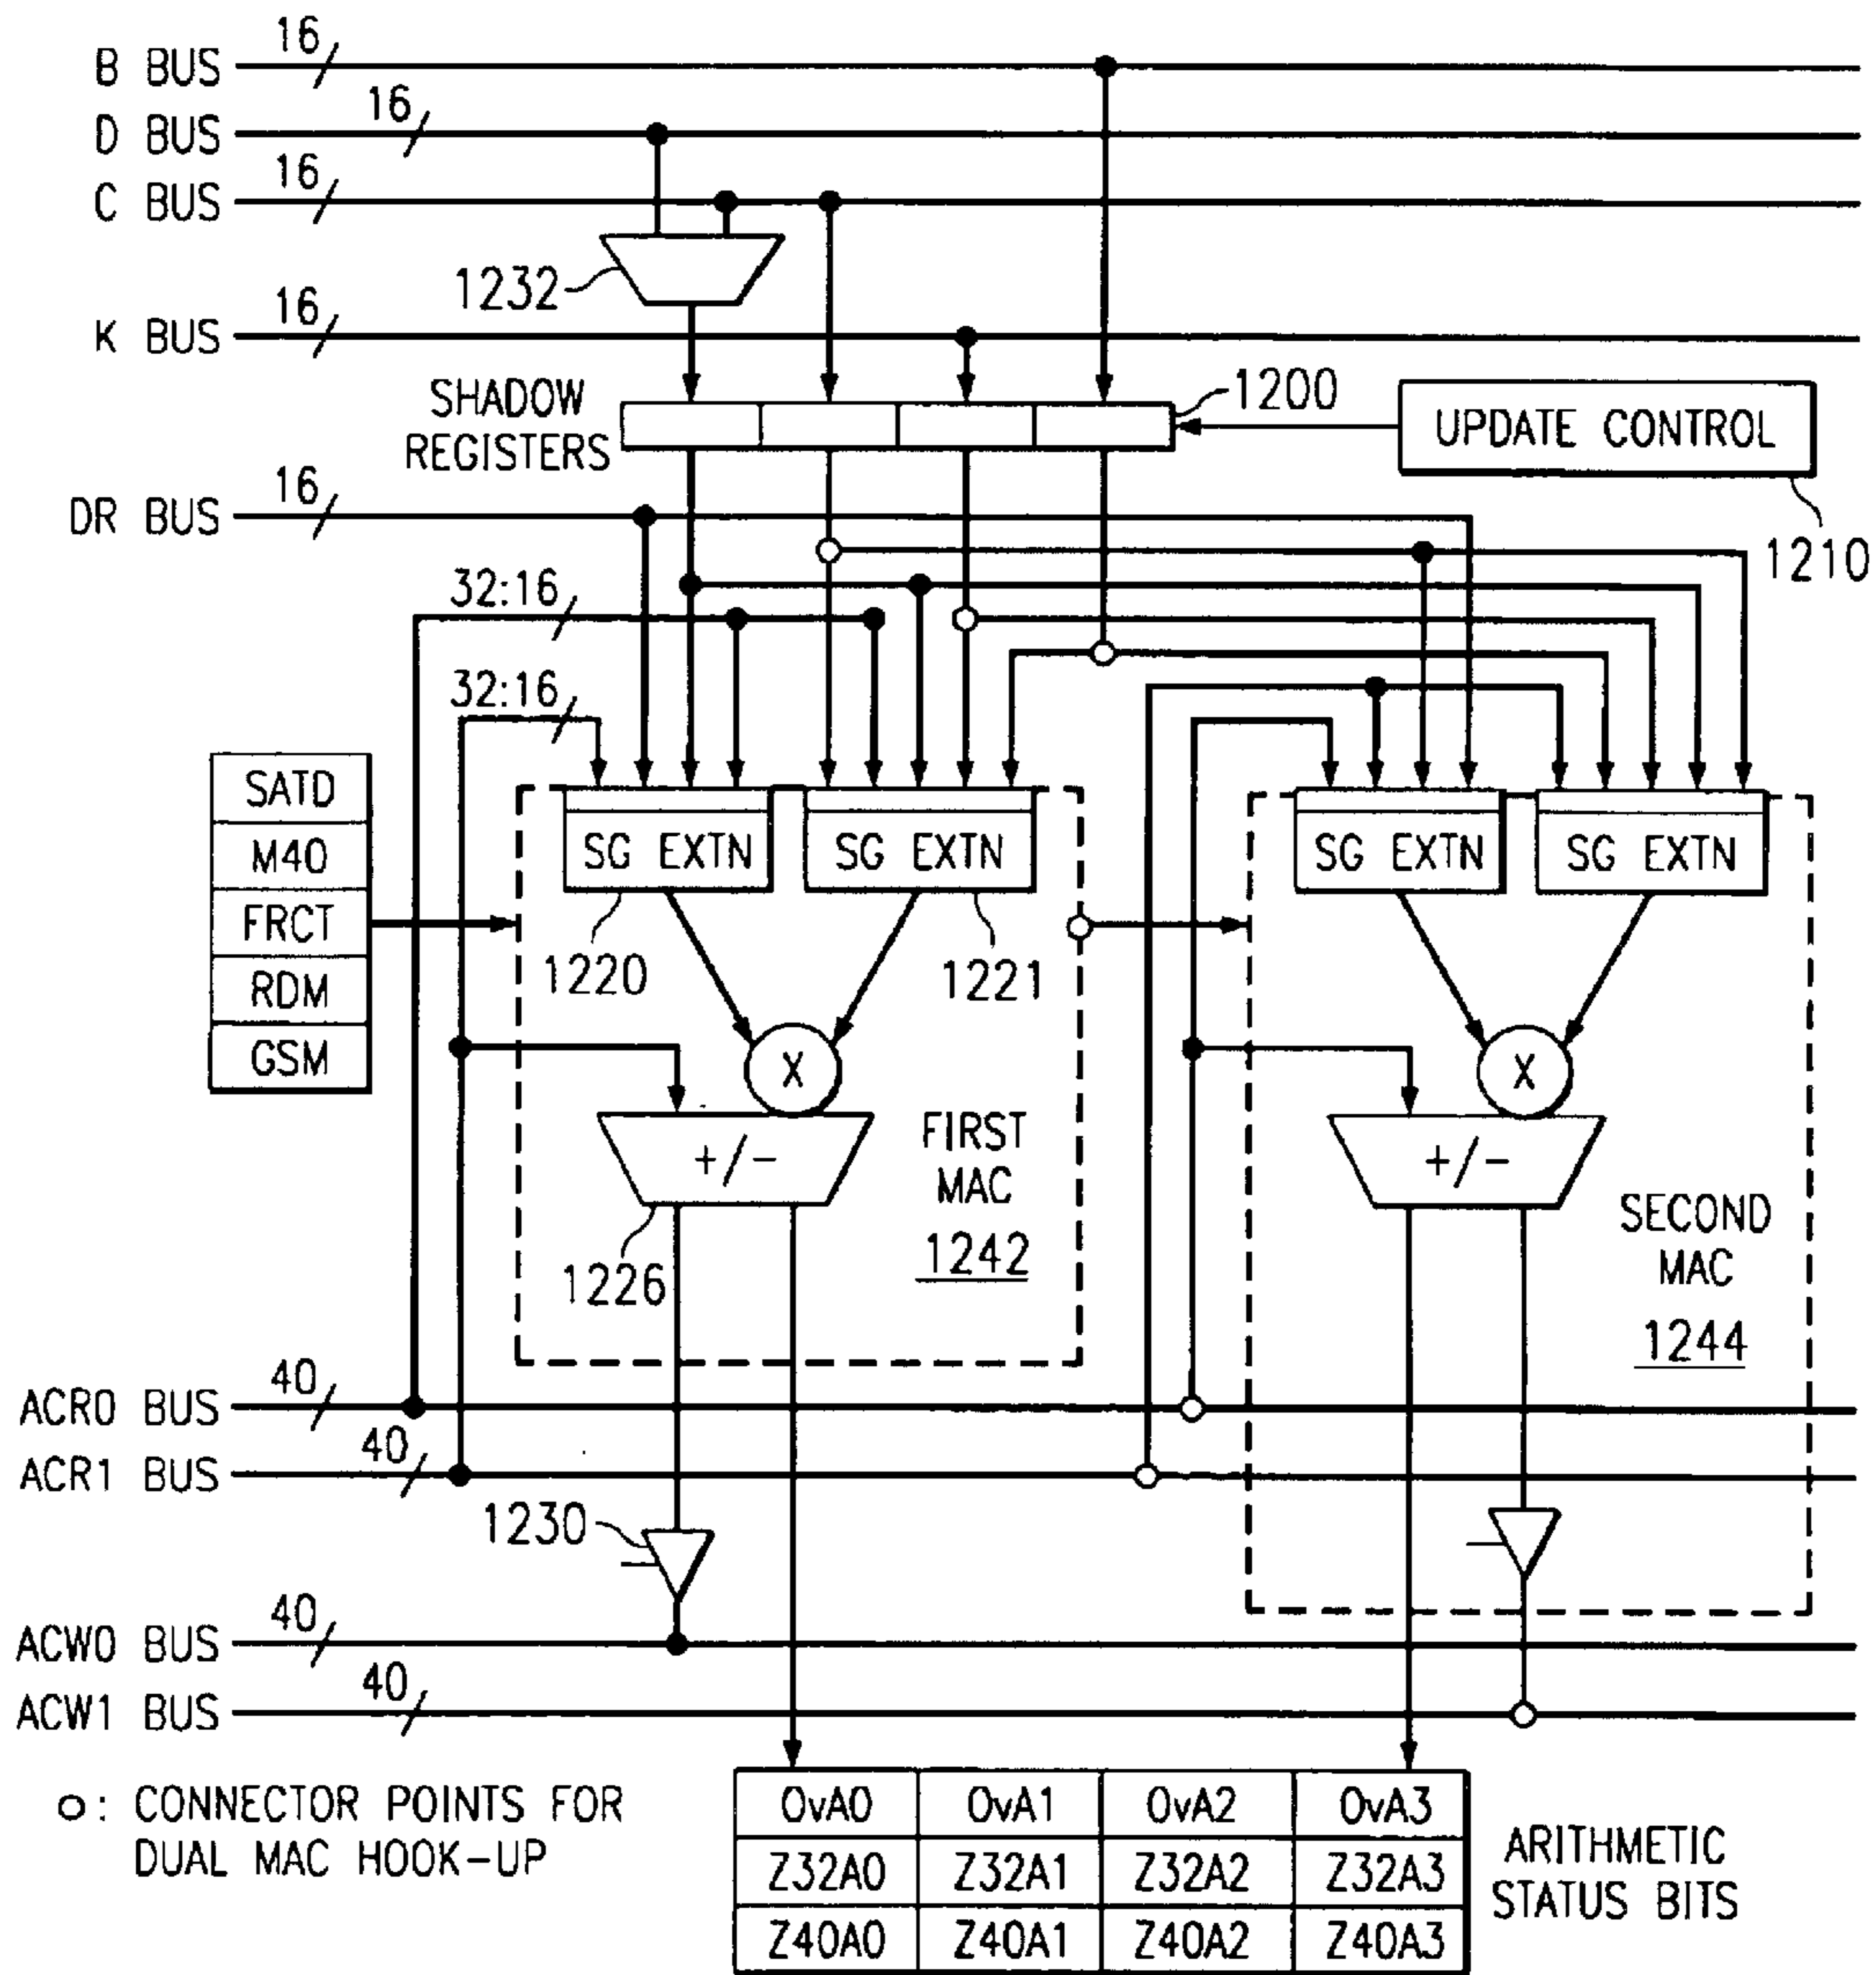 B BUS 16
D BUS 16
C BUS 16
1232
K BUS 16
SHADOW
REGISTERS
1200
UPDATE CONTROL
1210
DR BUS 16
32:16
32:16
SATD
M40
FRCT
RDM
GSM
SG EXTN
SG EXTN
SG EXTN
SG EXTN
1220
1221
X
X
+/-
+/-
FIRST
MAC
1242
1226
SECOND
MAC
1244
ACR0 BUS 40
ACR1 BUS 40
1230
ACW0 BUS 40
ACW1 BUS 40
o: CONNECTOR POINTS FOR
DUAL MAC HOOK-UP
OvA0 OvA1 OvA2 OvA3
Z32A0 Z32A1 Z32A2 Z32A3
Z40A0 Z40A1 Z40A2 Z40A3
ARITHMETIC
STATUS BITS